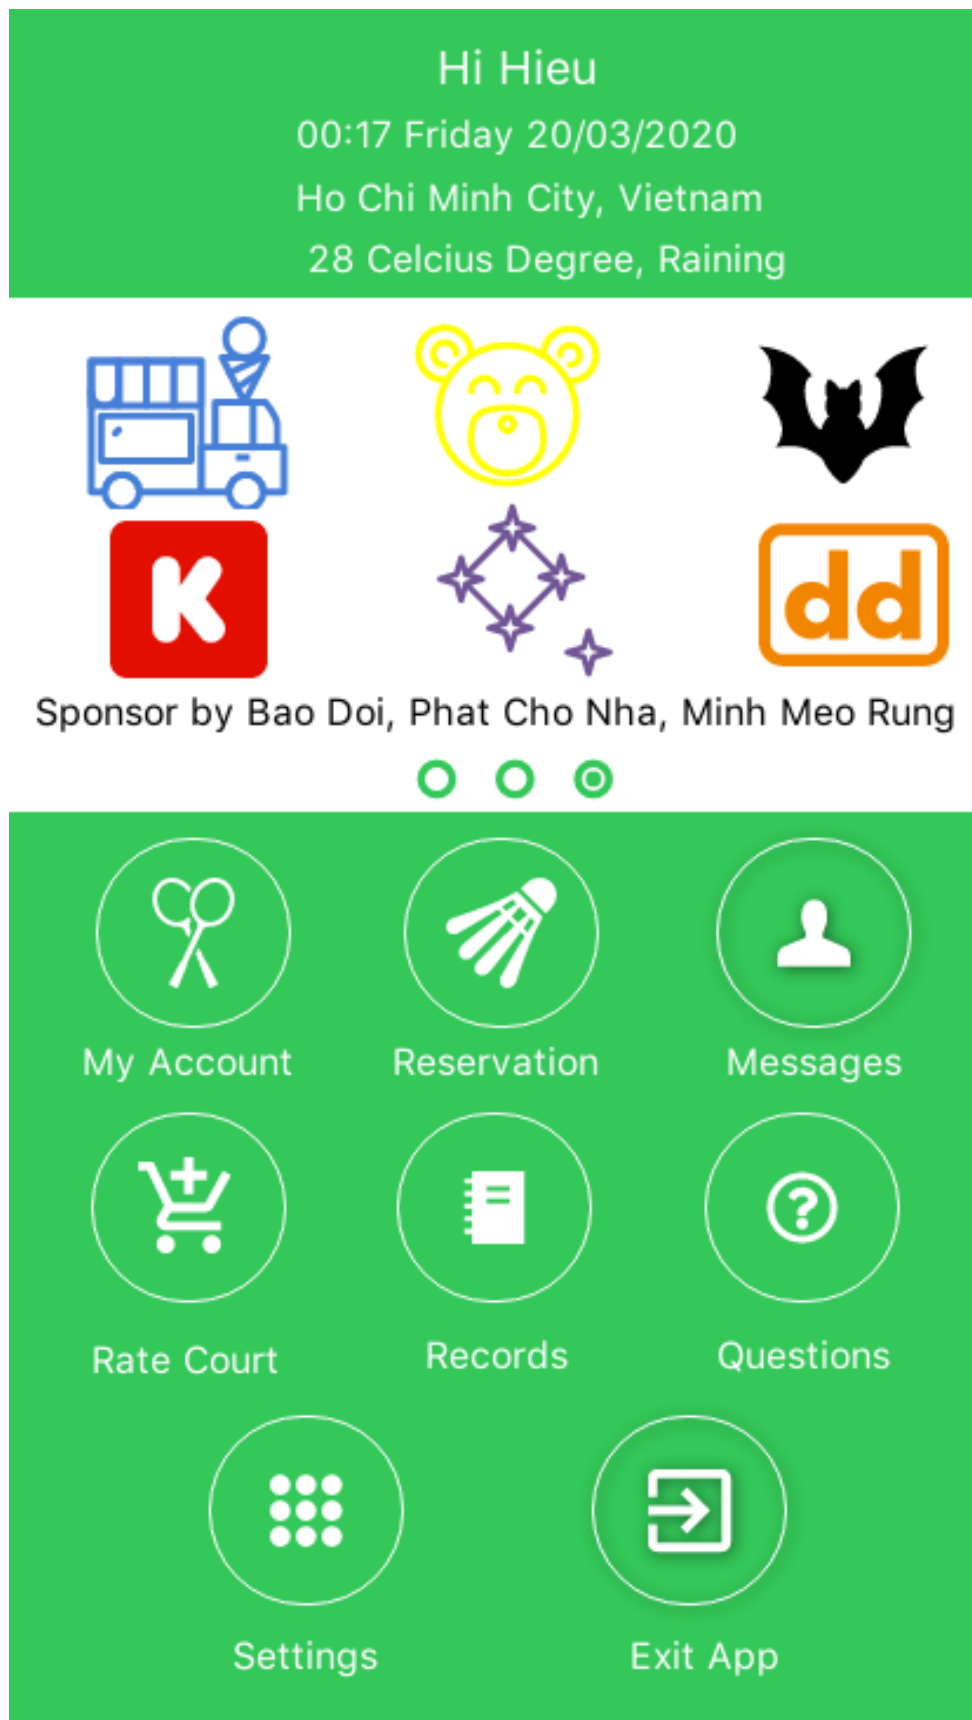 Hi Hieu
00:17 Friday 20/03/2020
Ho Chi Minh City, Vietnam
28 Celcius Degree, Raining
K
dd
Sponsor by Bao Doi, Phat Cho Nha, Minh Meo Rung
My Account
Reservation
Messages
Rate Court
Records
Questions
Settings
Exit App